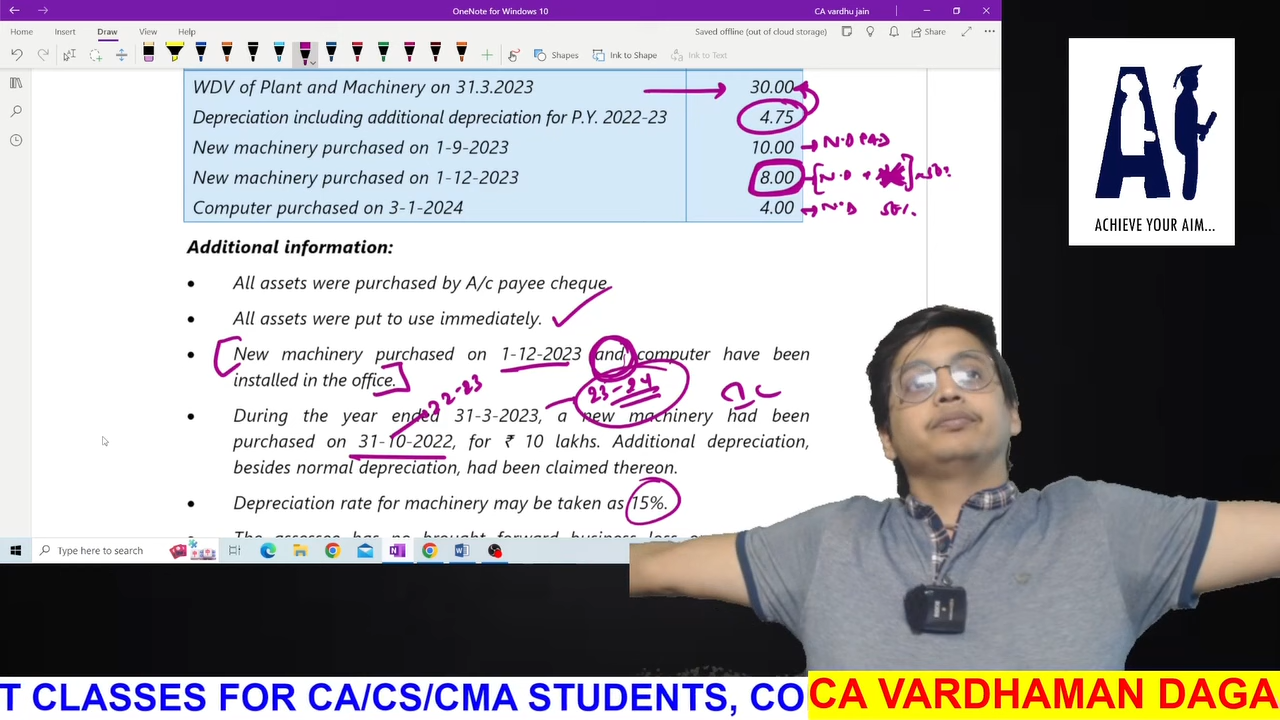 OneNote for Windows 10
CA vardhu jain
Home Insert Draw View Help
Saved offline (out of cloud storage)
Share
Shapes
Ink to Shape
Ink to Text
WDV of Plant and Machinery on 31.3.2023 30.00
Depreciation including additional depreciation for P.Y. 2022-23 4.75
New machinery purchased on 1-9-2023 10.00
New machinery purchased on 1-12-2023 8.00
Computer purchased on 3-1-2024 4.00
N.D
50%
Additional information:
• All assets were purchased by A/c payee cheque.
• All assets were put to use immediately.
• New machinery purchased on 1-12-2023 and computer have been
installed in the office.
22-23
23-24
• During the year ended 31-3-2023, a new machinery had been
purchased on 31-10-2022, for ₹ 10 lakhs. Additional depreciation,
besides normal depreciation, had been claimed thereon.
• Depreciation rate for machinery may be taken as 15%.
Type here to search
ACHIEVE YOUR AIM...
T CLASSES FOR CA/CS/CMA STUDENTS, CO
CA VARDHAMAN DAGA